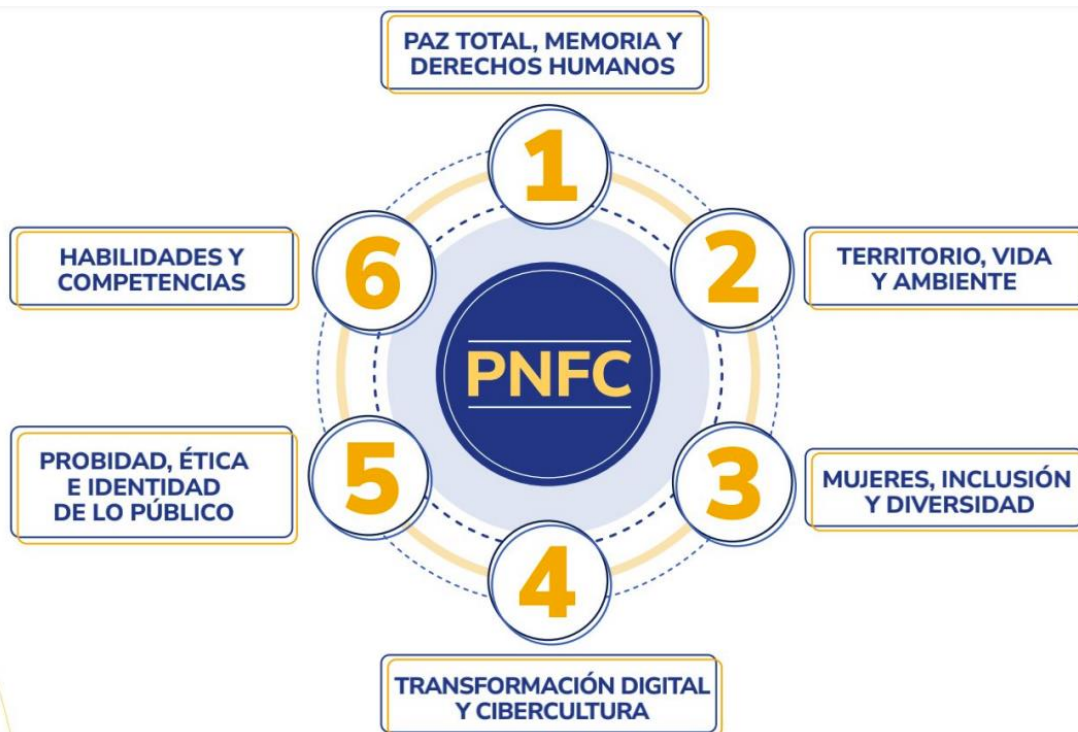 PAZ TOTAL, MEMORIA Y
DERECHOS HUMANOS
1
2
TERRITORIO, VIDA
Y AMBIENTE
3
MUJERES, INCLUSIÓN
Y DIVERSIDAD
4
TRANSFORMACIÓN DIGITAL
Y CIBERCULTURA
5
PROBIDAD, ÉTICA
E IDENTIDAD
DE LO PÚBLICO
6
HABILIDADES Y
COMPETENCIAS
PNFC